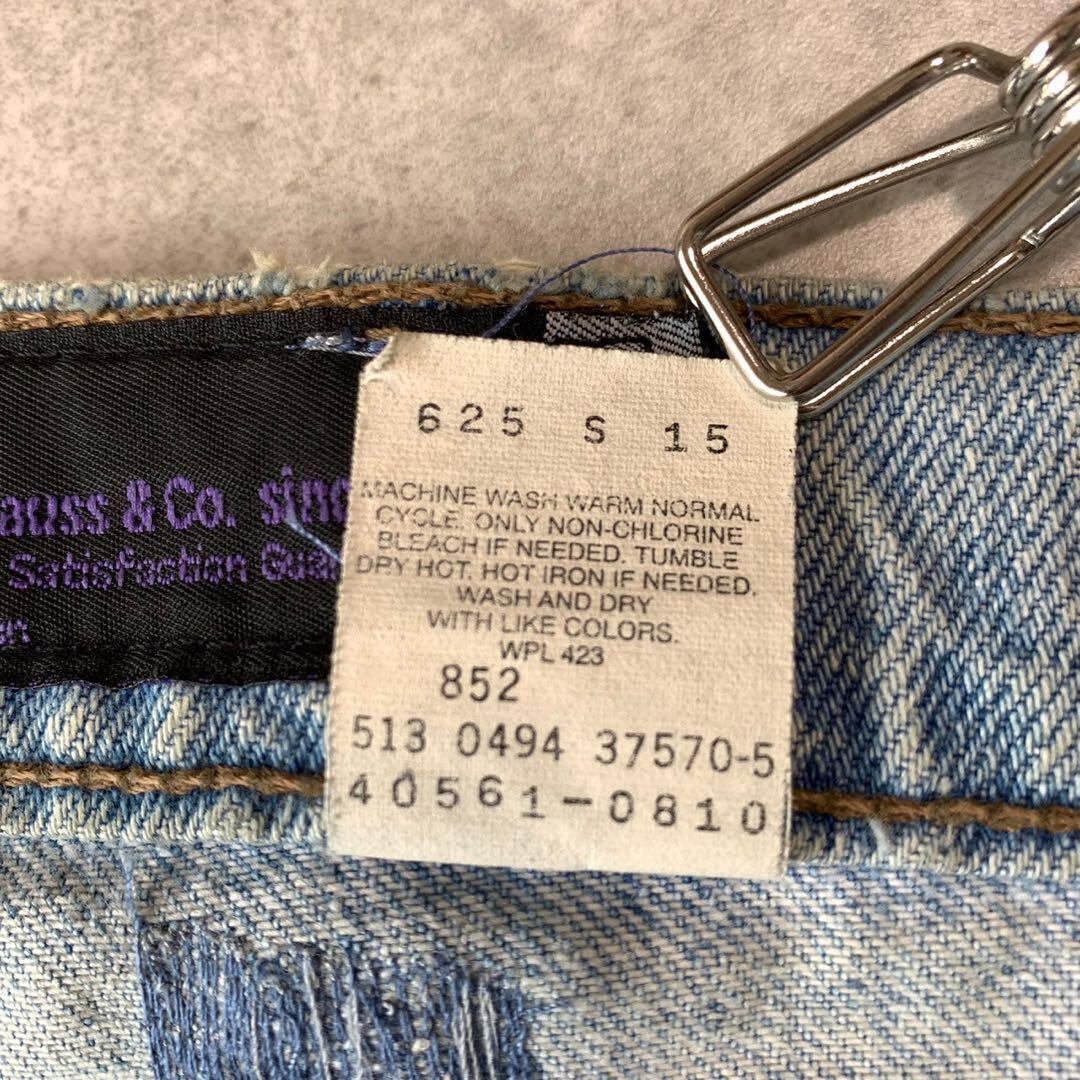 625 S 15
MACHINE WASH WARM NORMAL
CYCLE. ONLY NON-CHLORINE
BLEACH IF NEEDED. TUMBLE
DRY HOT. HOT IRON IF NEEDED.
WASH AND DRY
WITH LIKE COLORS.
WPL 423
852
513 0494 37570-5
40561-0810
& Co.
Satisfaction